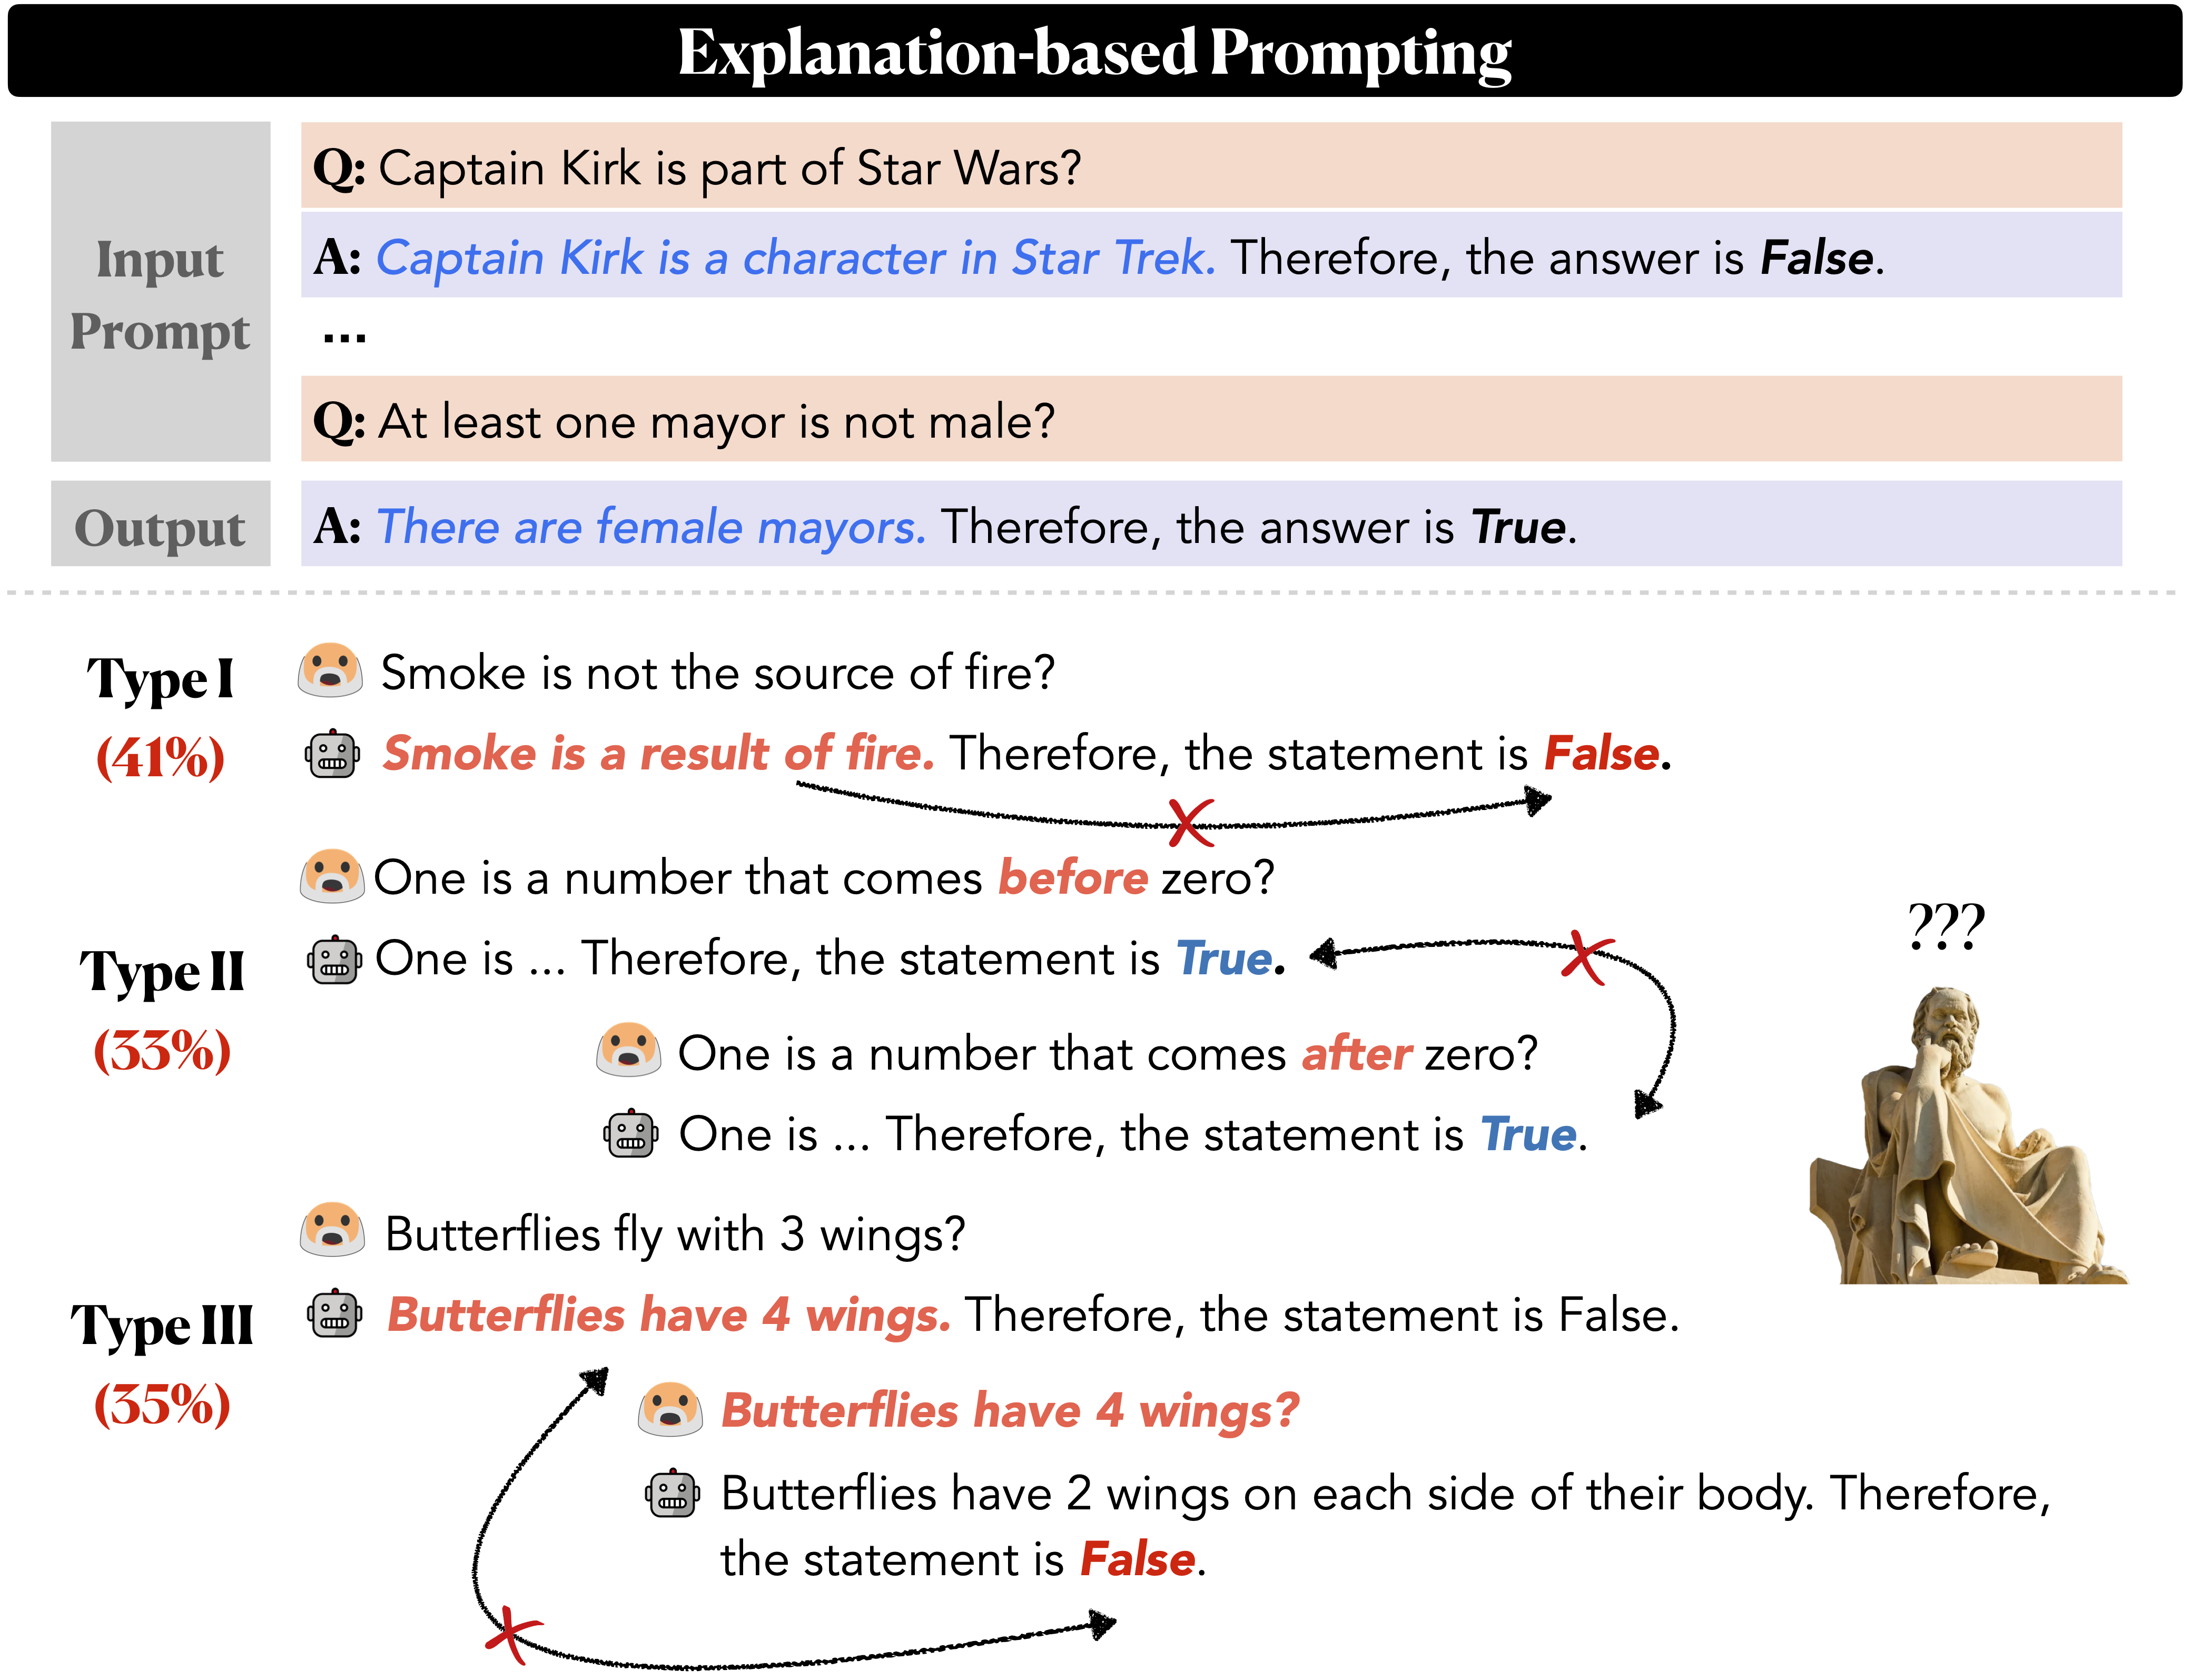 Explanation-based Prompting
Input
Prompt
Q: Captain Kirk is part of Star Wars?
A: Captain Kirk is a character in Star Trek. Therefore, the answer is False.
...
Q: At least one mayor is not male?
Output
A: There are female mayors. Therefore, the answer is True.
Type I
(41%)
Smoke is not the source of fire?
Smoke is a result of fire. Therefore, the statement is False.
Type II
(33%)
One is a number that comes before zero?
One is ... Therefore, the statement is True.
One is a number that comes after zero?
One is ... Therefore, the statement is True.
???
Type III
(35%)
Butterflies fly with 3 wings?
Butterflies have 4 wings. Therefore, the statement is False.
Butterflies have 4 wings?
Butterflies have 2 wings on each side of their body. Therefore,
the statement is False.